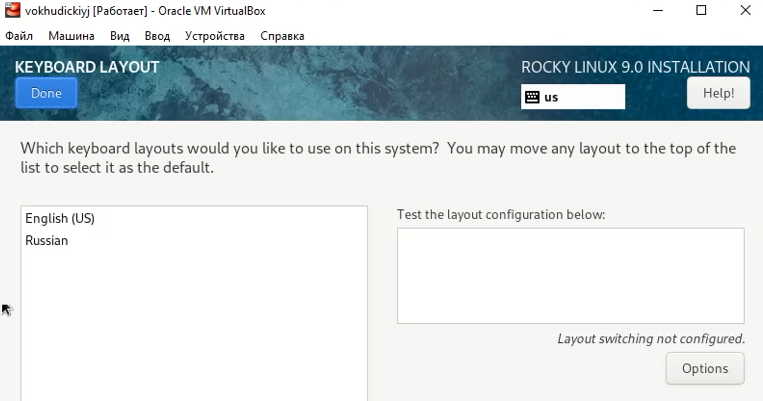 vokhudickiyj [Работает] - Oracle VM VirtualBox
Файл Машина Вид Ввод Устройства Справка
KEYBOARD LAYOUT
ROCKY LINUX 9.0 INSTALLATION
Done
us
Help!
Which keyboard layouts would you like to use on this system? You may move any layout to the top of the
list to select it as the default.
English (US)
Russian
Test the layout configuration below:
Layout switching not configured.
Options